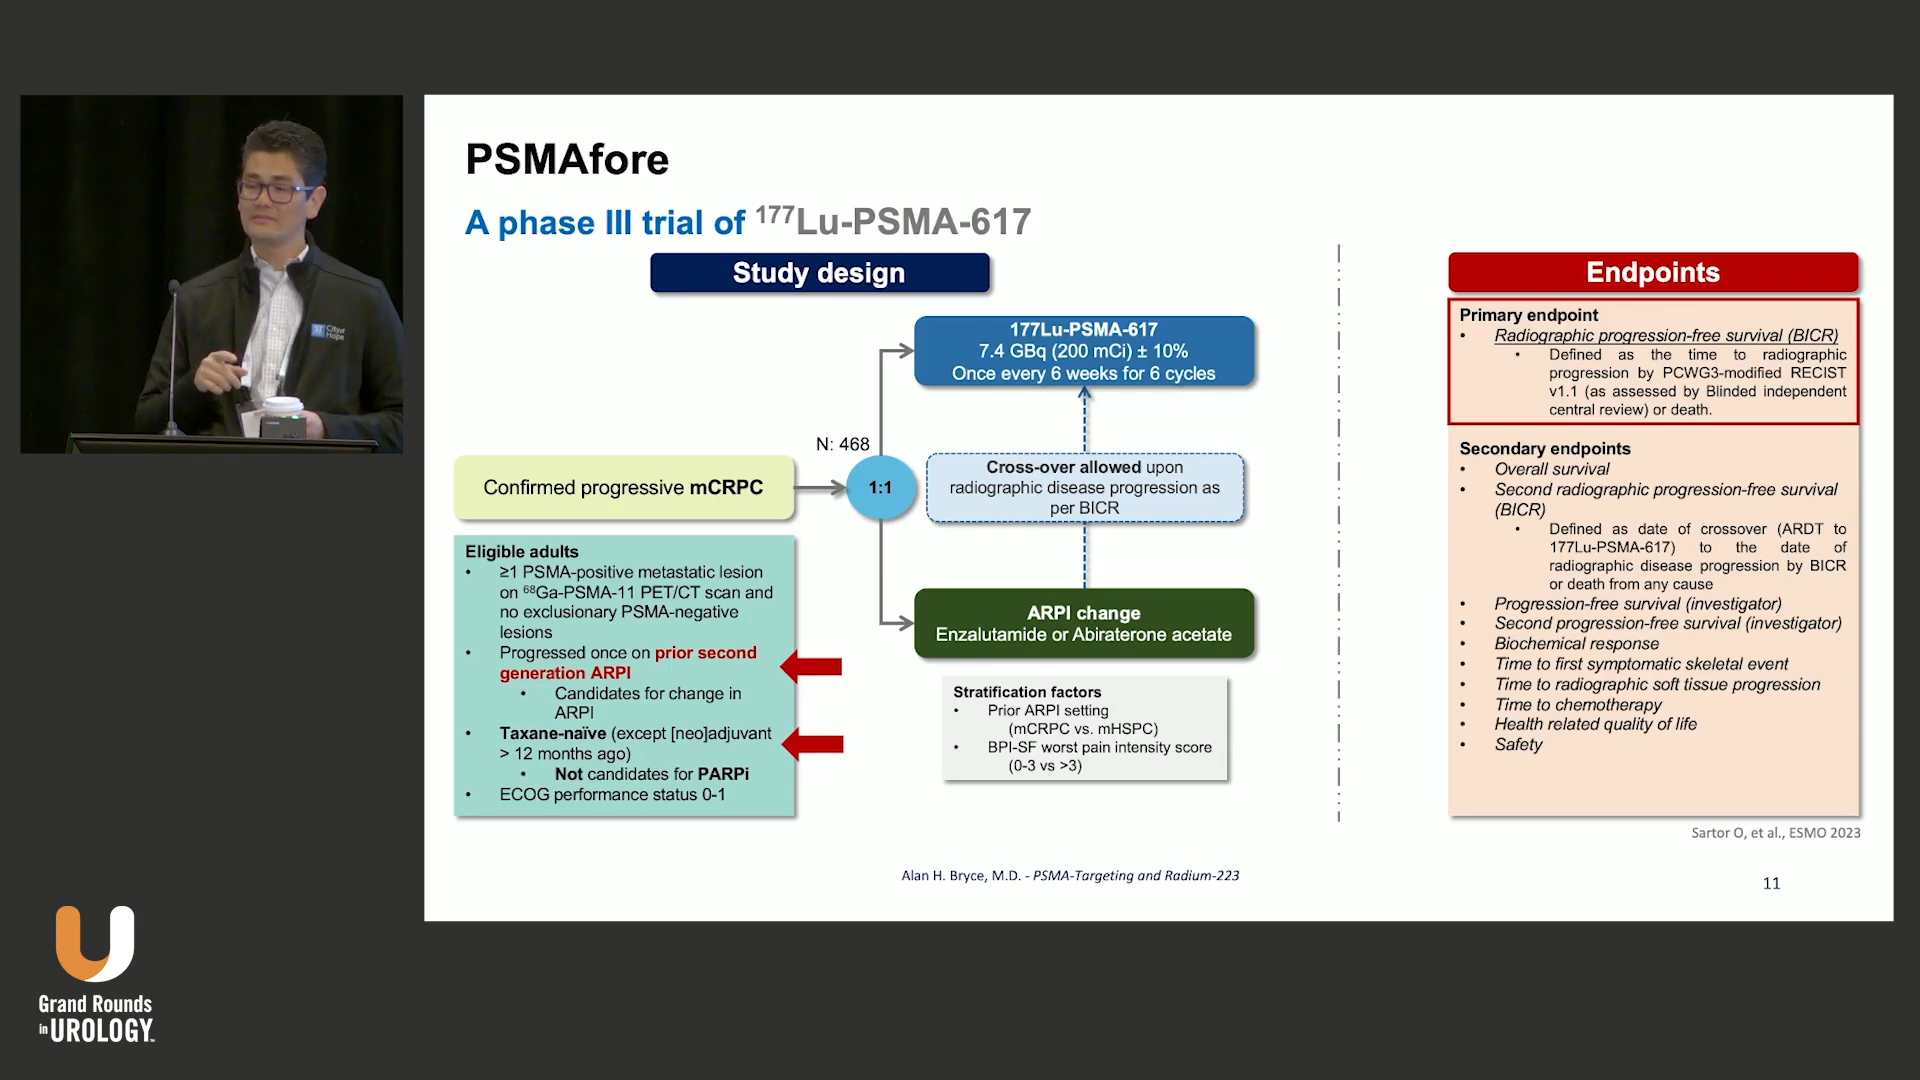 City of
Hope
PSMAfore
A phase III trial of 177Lu-PSMA-617
Study design
177Lu-PSMA-617
7.4 GBq (200 mCi) ± 10%
Once every 6 weeks for 6 cycles
N: 468
Confirmed progressive mCRPC
1:1
Cross-over allowed upon
radiographic disease progression as
per BICR
Eligible adults
• ≥1 PSMA-positive metastatic lesion
on 68Ga-PSMA-11 PET/CT scan and
no exclusionary PSMA-negative
lesions
• Progressed once on prior second
generation ARPI
• Candidates for change in
ARPI
• Taxane-naïve (except [neo]adjuvant
> 12 months ago)
• Not candidates for PARPi
• ECOG performance status 0-1
ARPI change
Enzalutamide or Abiraterone acetate
Stratification factors
• Prior ARPI setting
(mCRPC vs. mHSPC)
• BPI-SF worst pain intensity score
(0-3 vs >3)
Endpoints
Primary endpoint
• Radiographic progression-free survival (BICR)
• Defined as the time to radiographic
progression by PCWG3-modified RECIST
v1.1 (as assessed by Blinded independent
central review) or death.
Secondary endpoints
• Overall survival
• Second radiographic progression-free survival
(BICR)
• Defined as date of crossover (ARDT to
177Lu-PSMA-617) to the date of
radiographic disease progression by BICR
or death from any cause
• Progression-free survival (investigator)
• Second progression-free survival (investigator)
• Biochemical response
• Time to first symptomatic skeletal event
• Time to radiographic soft tissue progression
• Time to chemotherapy
• Health related quality of life
• Safety
Sartor O, et al., ESMO 2023
Alan H. Bryce, M.D. - PSMA-Targeting and Radium-223
11
Grand Rounds
in UROLOGY™